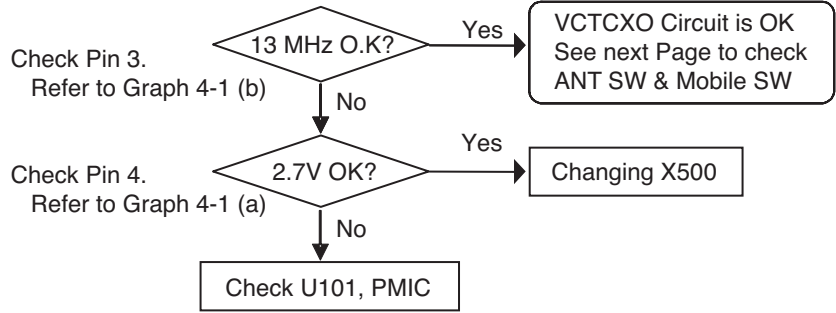 Check Pin 3.
Refer to Graph 4-1 (b)
13 MHz O.K?
Yes
VCTCXO Circuit is OK
See next Page to check
ANT SW & Mobile SW
No
Check Pin 4.
Refer to Graph 4-1 (a)
2.7V OK?
Yes
Changing X500
No
Check U101, PMIC